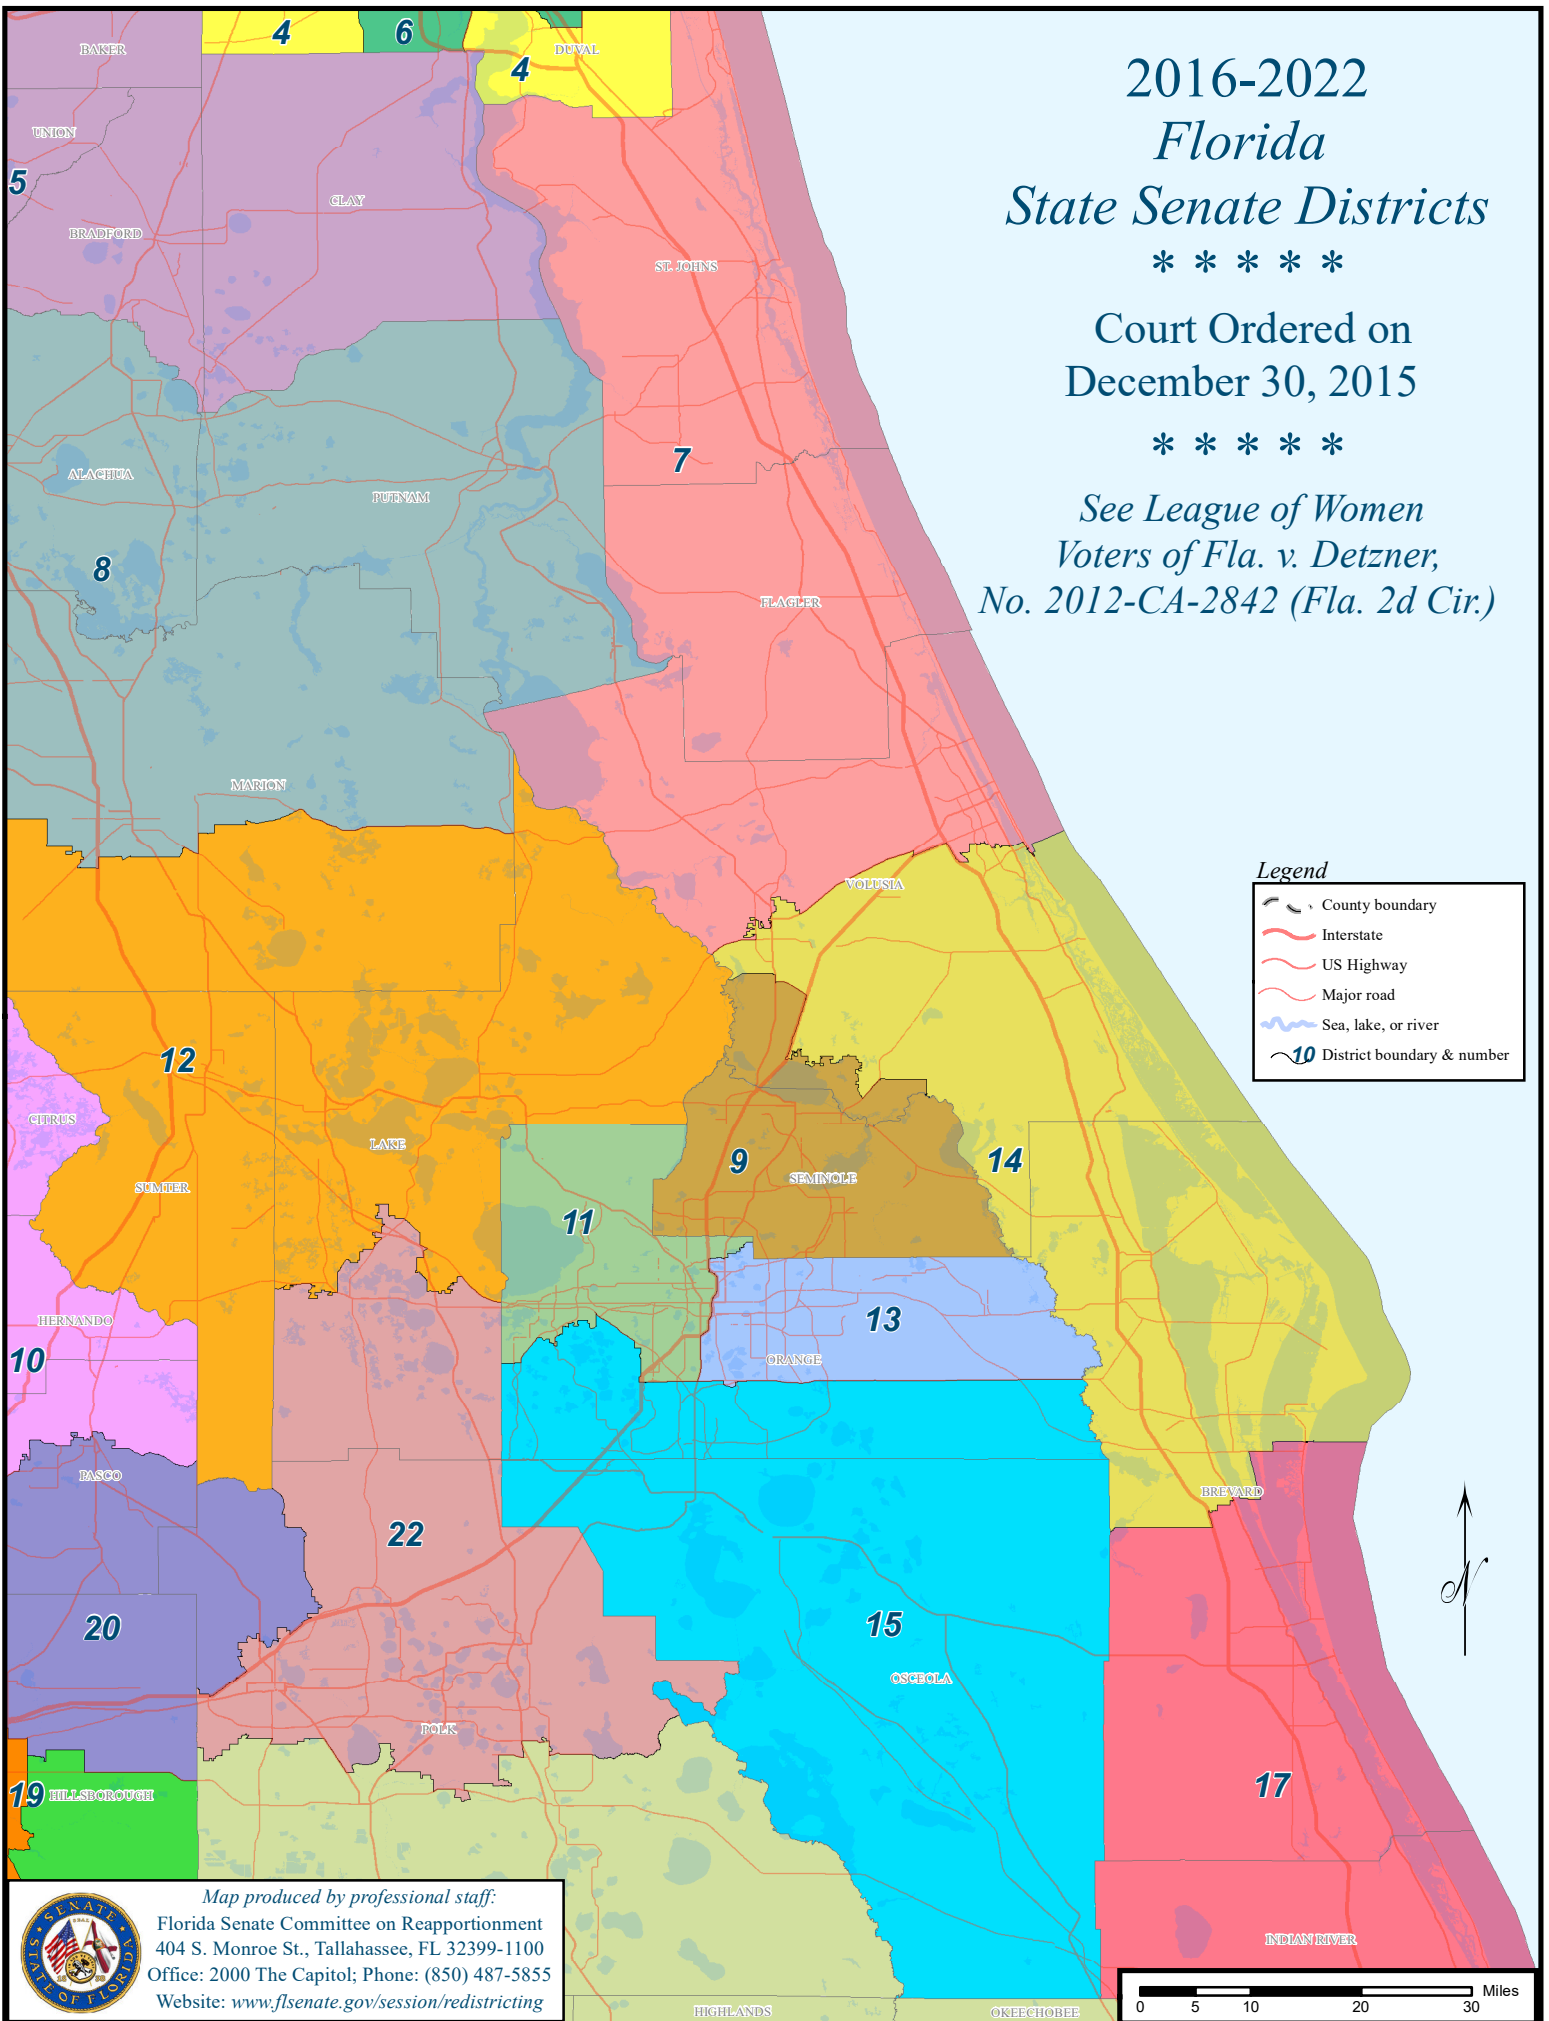 2016-2022
Florida
State Senate Districts
* * * * *
Court Ordered on
December 30, 2015
* * * * *
See League of Women
Voters of Fla. v. Detzner,
No. 2012-CA-2842 (Fla. 2d Cir.)
4
6
4
DUVAL
BAKER
UNION
5
CLAY
BRADFORD
ST. JOHNS
7
ALACHUA
PUTNAM
8
FLAGLER
MARION
VOLUSIA
Legend
County boundary
Interstate
US Highway
Major road
Sea, lake, or river
10 District boundary & number
12
CITRUS
LAKE
SUMTER
9
SEMINOLE
14
11
HERNANDO
10
13
ORANGE
PASCO
22
BREVARD
20
15
OSCEOLA
POLK
17
19
HILLSBOROUGH
INDIAN RIVER
HIGHLANDS
OKEECHOBEE
SENATE
STATE OF FLORIDA
Map produced by professional staff:
Florida Senate Committee on Reapportionment
404 S. Monroe St., Tallahassee, FL 32399-1100
Office: 2000 The Capitol; Phone: (850) 487-5855
Website: www.flsenate.gov/session/redistricting
N
Miles
0 5 10 20 30